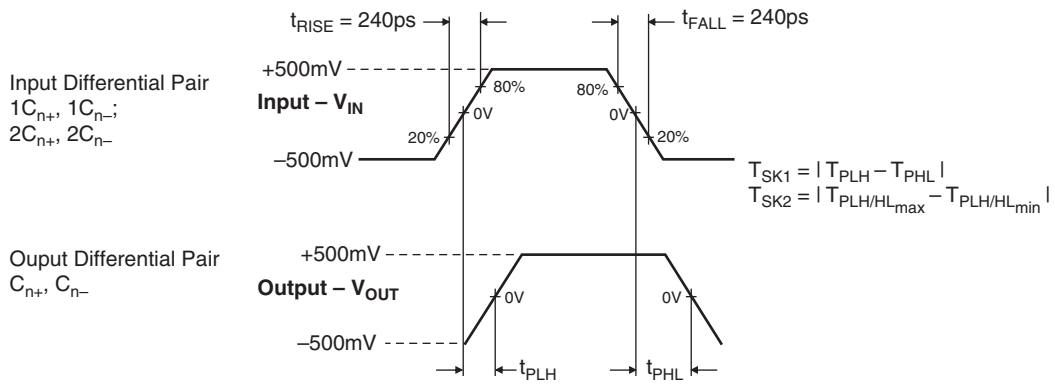 t_RISE = 240ps
t_FALL = 240ps
Input Differential Pair
1C_n+, 1C_n–;
2C_n+, 2C_n–
+500mV
Input – V_IN
80%
0V
20%
–500mV
80%
0V
20%
T_SK1 = | T_PLH – T_PHL |
T_SK2 = | T_PLH/HL_max – T_PLH/HL_min |
Ouput Differential Pair
C_n+, C_n–
+500mV
Output – V_OUT
0V
0V
–500mV
t_PLH
t_PHL